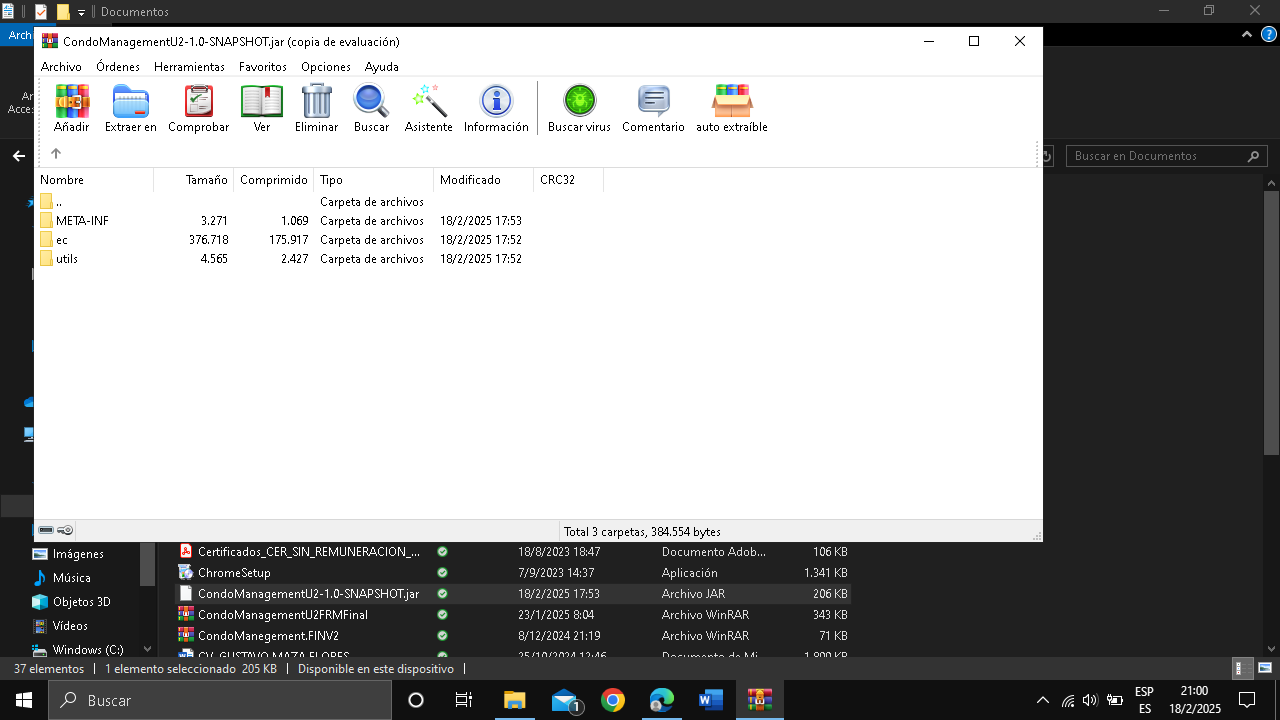 Documentos
Archi
CondoManagementU2-1.0-SNAPSHOT.jar (copia de evaluación)
Archivo Órdenes Herramientas Favoritos Opciones Ayuda
Añadir Extraer en Comprobar Ver Eliminar Buscar Asistente Información Buscar virus Comentario auto extraíble
Buscar en Documentos
Nombre Tamaño Comprimido Tipo Modificado CRC32
.. Carpeta de archivos
META-INF 3.271 1.069 Carpeta de archivos 18/2/2025 17:53
ec 376.718 175.917 Carpeta de archivos 18/2/2025 17:52
utils 4.565 2.427 Carpeta de archivos 18/2/2025 17:52
Total 3 carpetas, 384.554 bytes
Imágenes
Música
Objetos 3D
Vídeos
Windows (C:)
Certificados_CER_SIN_REMUNERACION_... 18/8/2023 18:47 Documento Adob... 106 KB
ChromeSetup 7/9/2023 14:37 Aplicación 1.341 KB
CondoManagementU2-1.0-SNAPSHOT.jar 18/2/2025 17:53 Archivo JAR 206 KB
CondoManagementU2FRMFinal 23/1/2025 8:04 Archivo WinRAR 343 KB
CondoManegement.FINV2 8/12/2024 21:19 Archivo WinRAR 71 KB
CV_GUSTAVO_MAZA_FLORES 25/10/2024 12:46 Documento de Mi... 1.899 KB
37 elementos 1 elemento seleccionado 205 KB Disponible en este dispositivo
Buscar
1
ESP
ES
21:00
18/2/2025